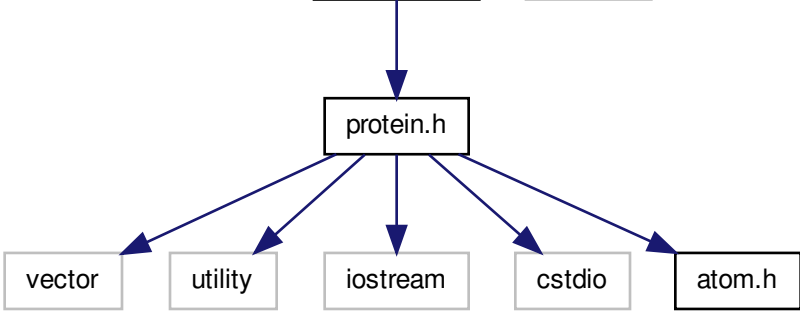 protein.h
vector
utility
iostream
cstdio
atom.h